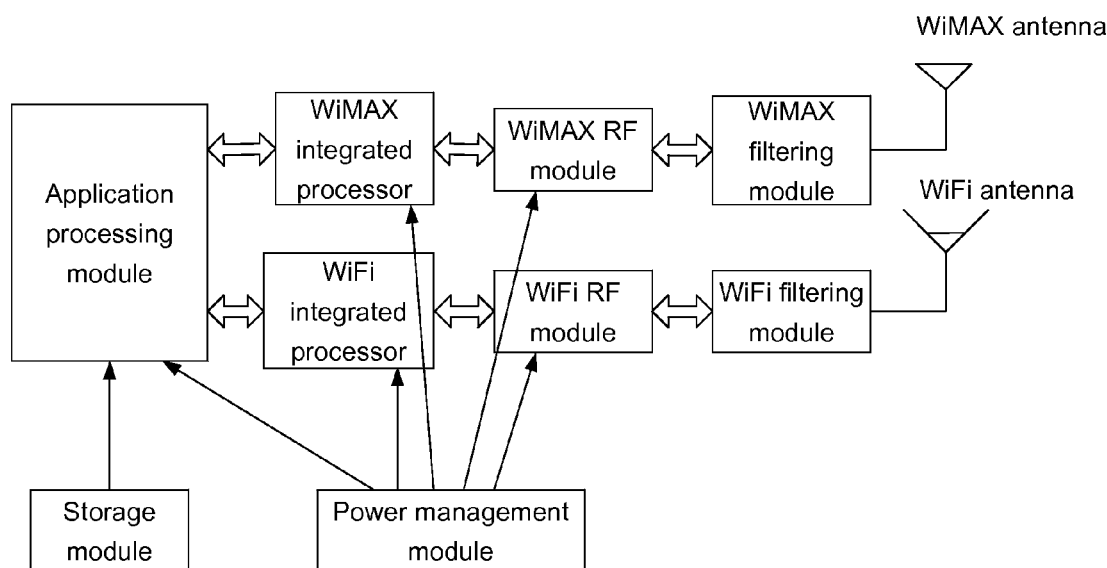 WiMAX antenna
WiMAX
integrated
processor
WiMAX RF
module
WiMAX
filtering
module
Application
processing
module
WiFi antenna
WiFi
integrated
processor
WiFi RF
module
WiFi filtering
module
Storage
module
Power management
module